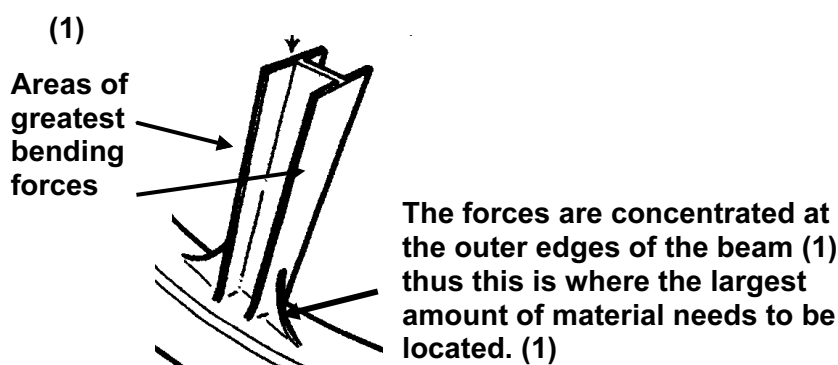 (1)
Areas of
greatest
bending
forces
The forces are concentrated at
the outer edges of the beam (1)
thus this is where the largest
amount of material needs to be
located. (1)